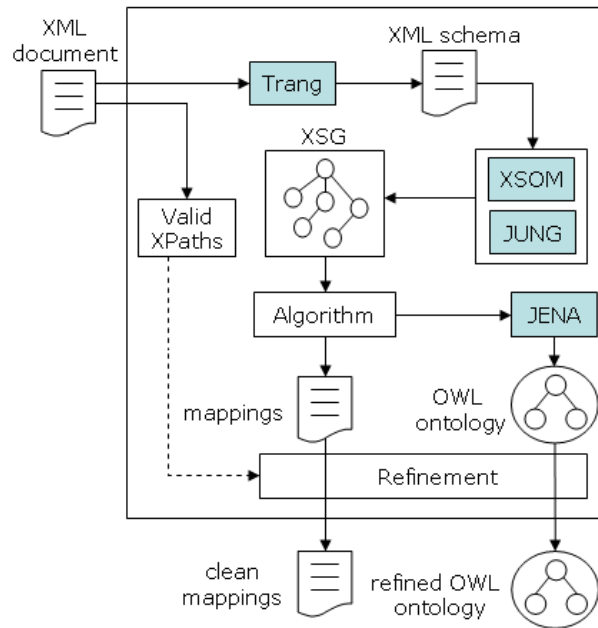 XML
document
Trang
XML schema
XSG
XSOM
JUNG
Valid
XPaths
Algorithm
JENA
mappings
OWL
ontology
Refinement
clean
mappings
refined OWL
ontology